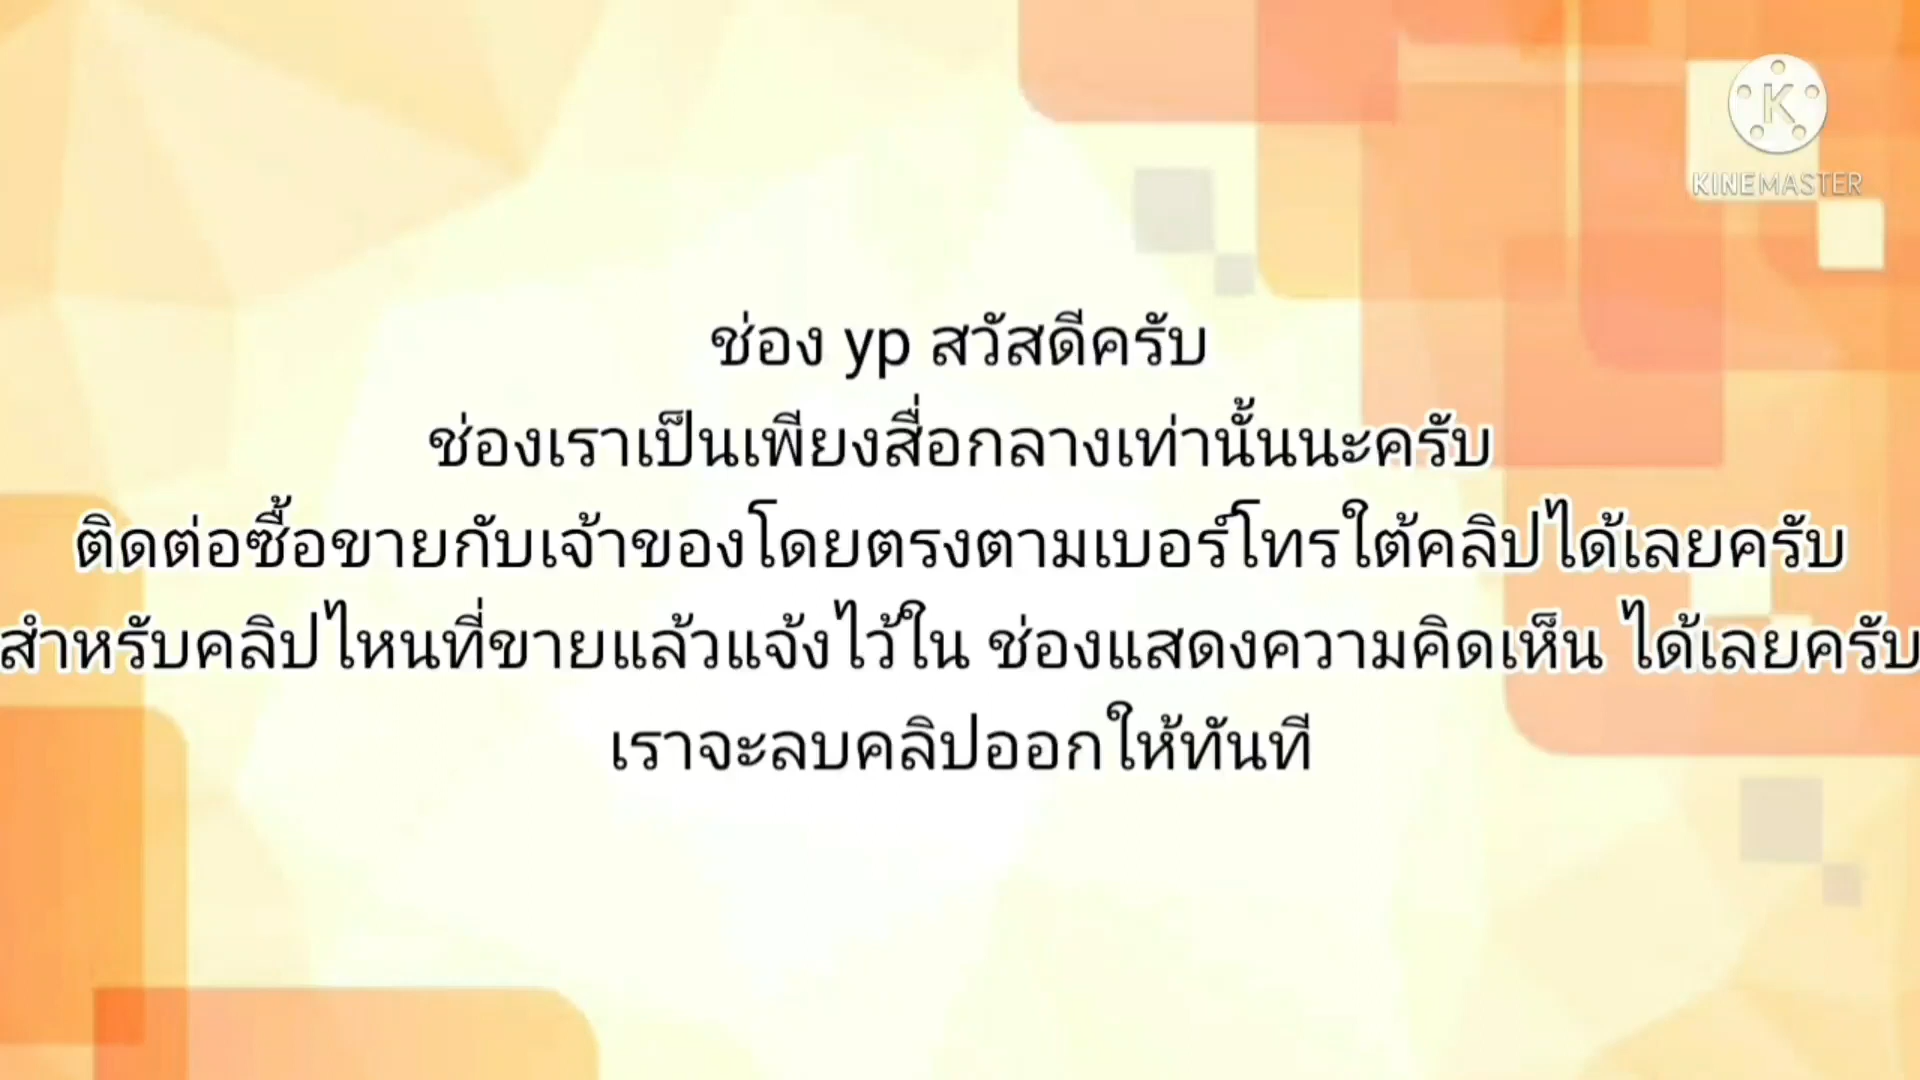 KINEMASTER
ช่อง yp สวัสดีครับ
ช่องเราเป็นเพียงสื่อกลางเท่านั้นนะครับ
ติดต่อซื้อขายกับเจ้าของโดยตรงตามเบอร์โทรใต้คลิปได้เลยครับ
สำหรับคลิปไหนที่ขายแล้วแจ้งไว้ใน ช่องแสดงความคิดเห็น ได้เลยครับ
เราจะลบคลิปออกให้ทันที